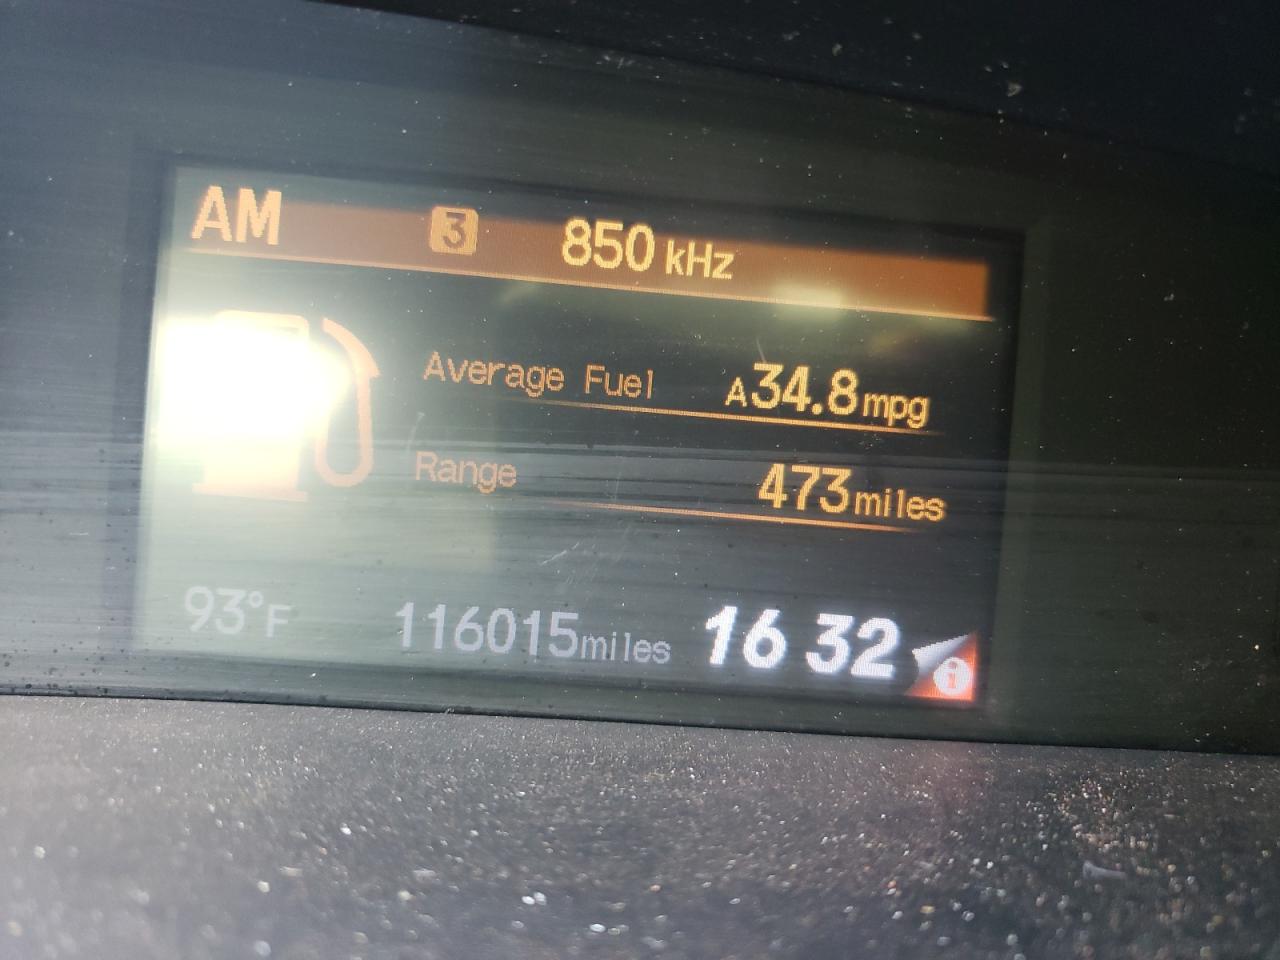 AM 3 850 kHz
Average Fuel A34.8mpg
Range 473miles
93°F 116015miles 16 32 i